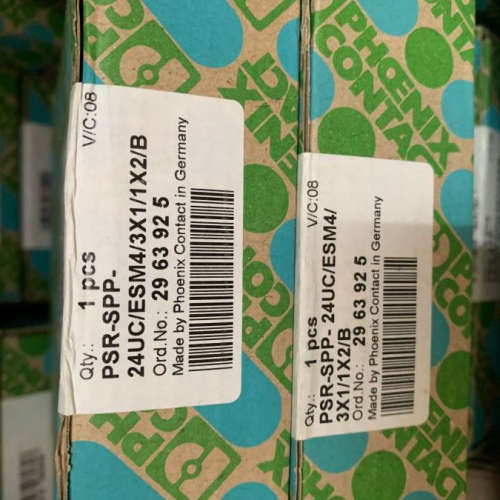 Qty.: 1 pcs V/C:08
PSR-SPP-
24UC/ESM4/3X1/1X2/B
Ord.No.: 29 63 92 5
Made by Phoenix Contact in Germany
Qty.: 1 pcs V/C:08
PSR-SPP- 24UC/ESM4/
3X1/1X2/B
Ord.No.: 29 63 92 5
Made by Phoenix Contact in Germany
PHŒNIX
CONTACT